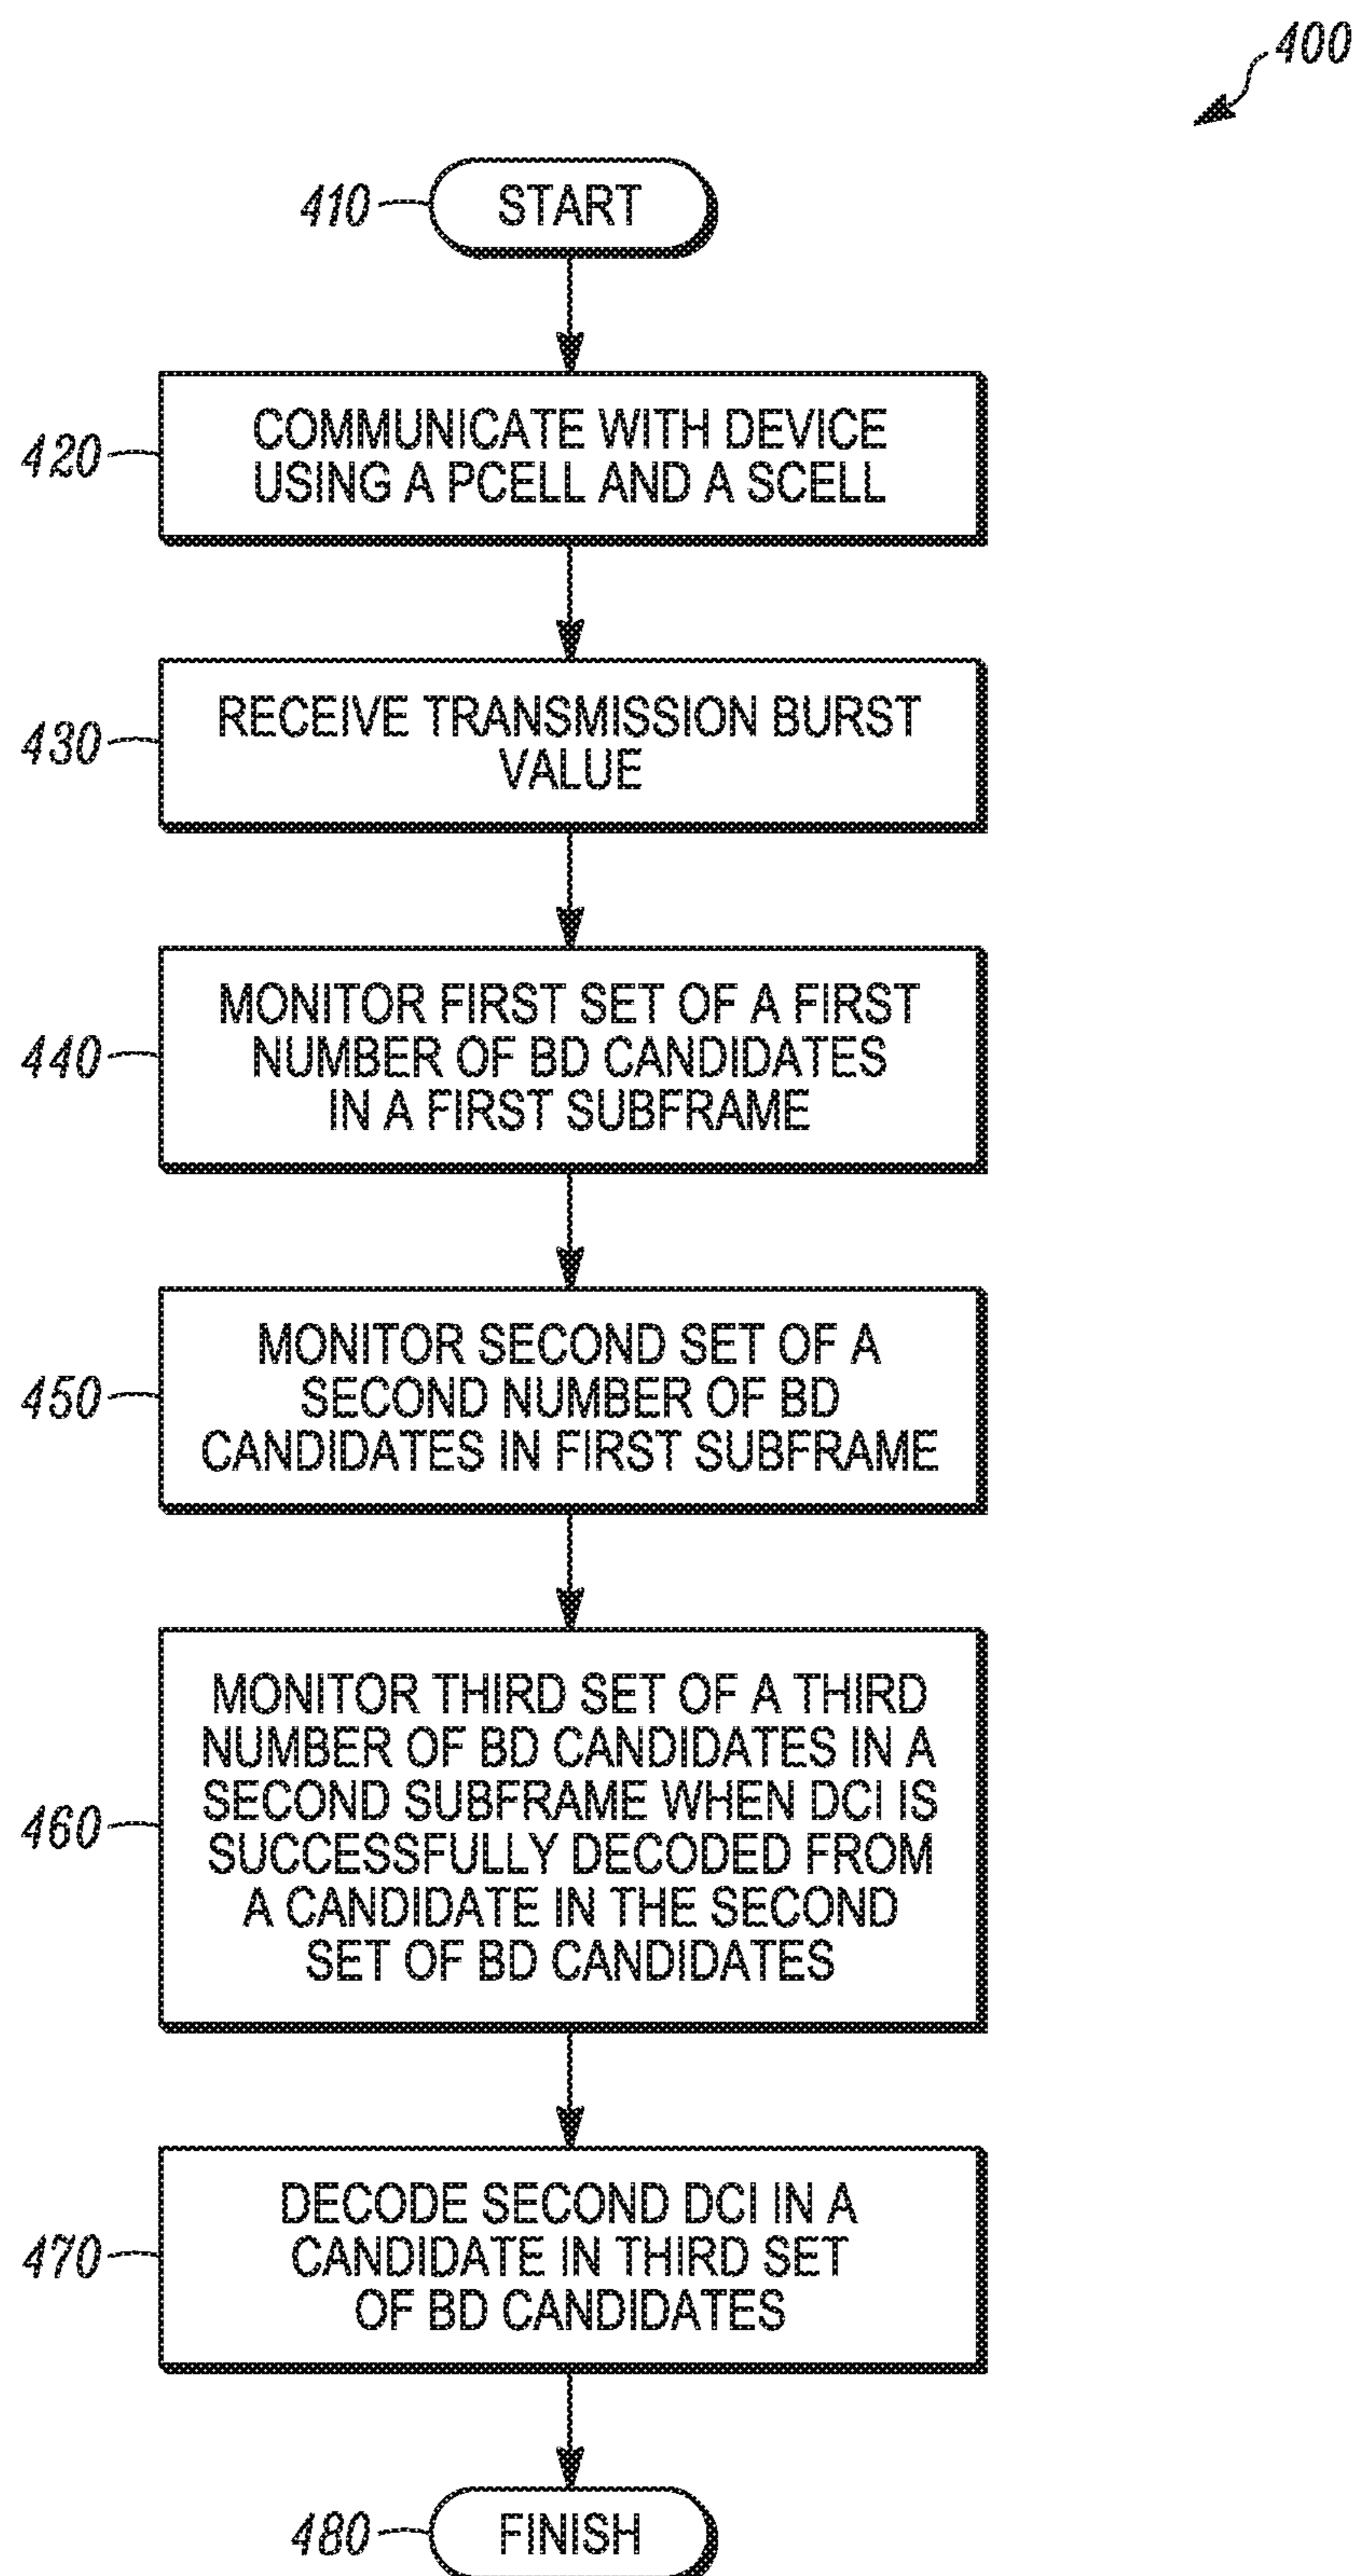 400
410
START
420
COMMUNICATE WITH DEVICE
USING A PCELL AND A SCELL
430
RECEIVE TRANSMISSION BURST
VALUE
440
MONITOR FIRST SET OF A FIRST
NUMBER OF BD CANDIDATES
IN A FIRST SUBFRAME
450
MONITOR SECOND SET OF A
SECOND NUMBER OF BD
CANDIDATES IN FIRST SUBFRAME
460
MONITOR THIRD SET OF A THIRD
NUMBER OF BD CANDIDATES IN A
SECOND SUBFRAME WHEN DCI IS
SUCCESSFULLY DECODED FROM
A CANDIDATE IN THE SECOND
SET OF BD CANDIDATES
470
DECODE SECOND DCI IN A
CANDIDATE IN THIRD SET
OF BD CANDIDATES
480
FINISH